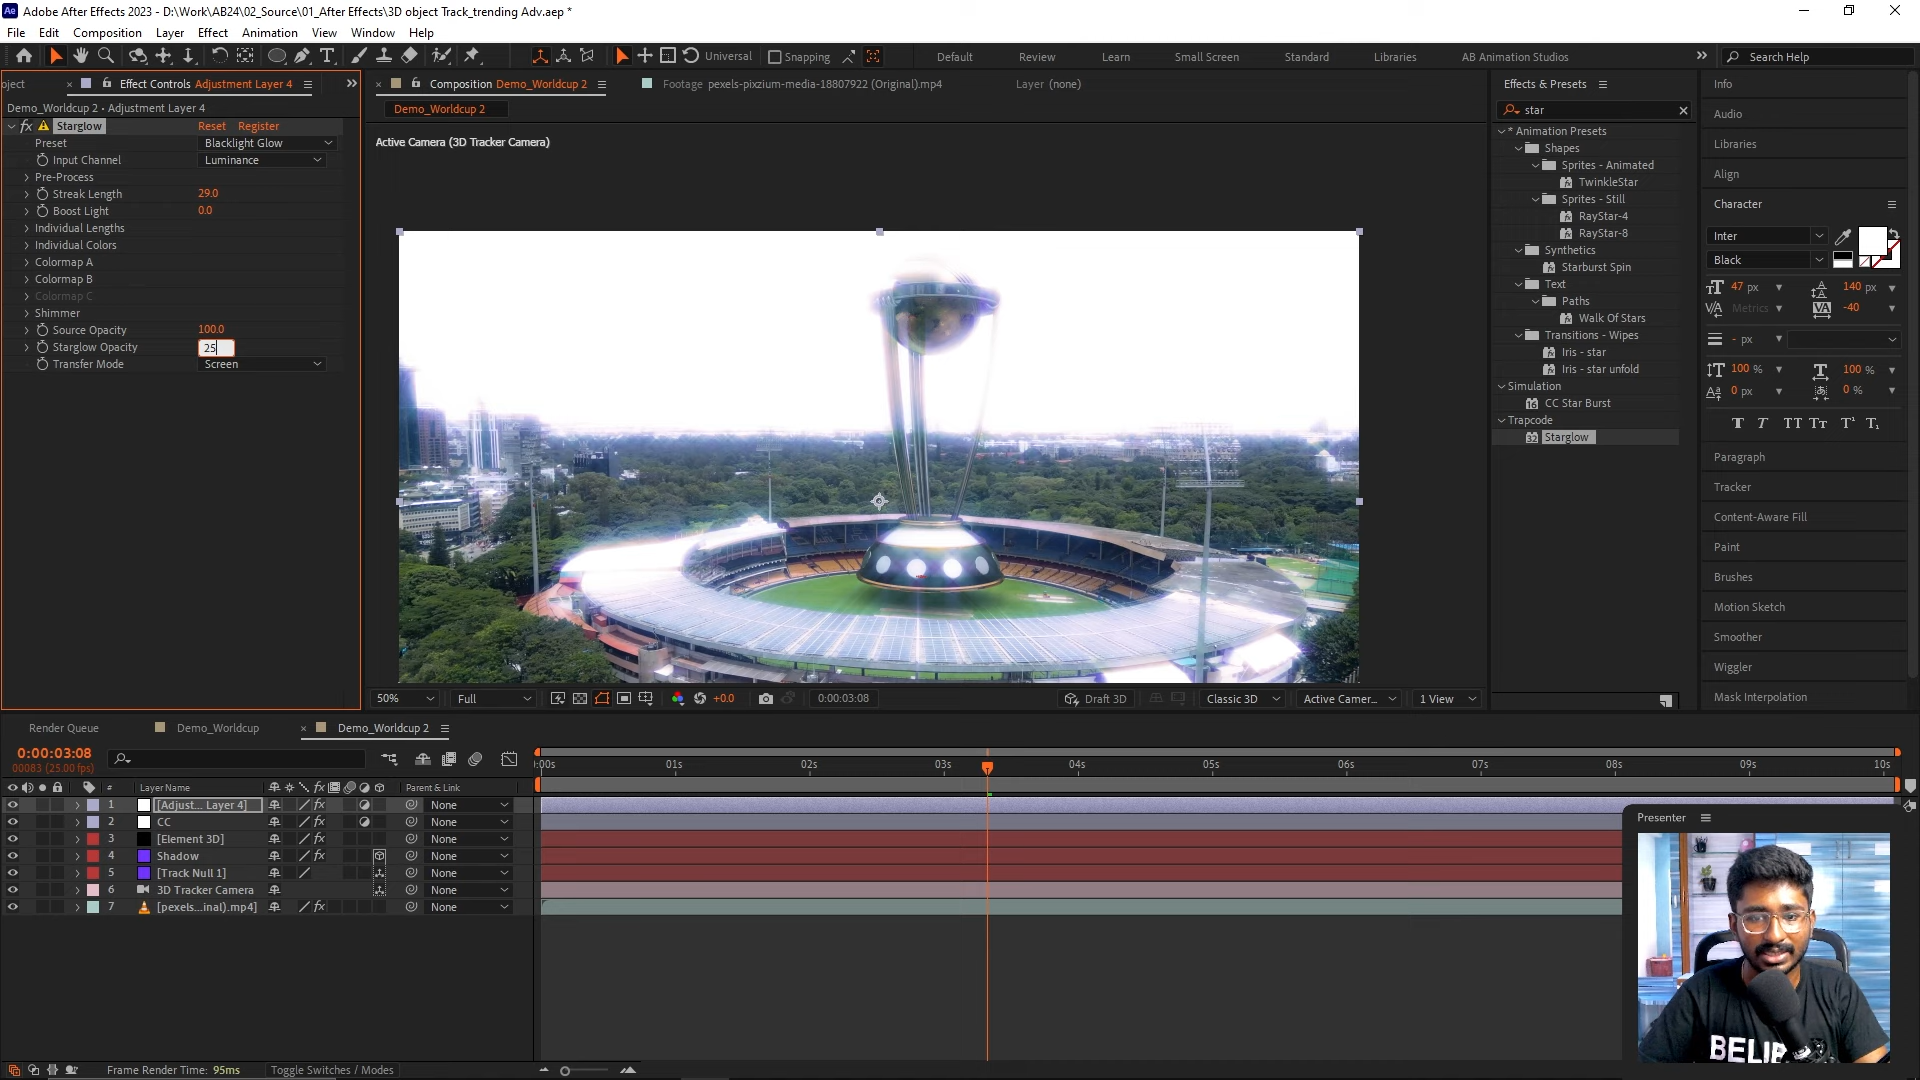 Adobe After Effects 2023 - D:\Work\AB24\02_Source\01_After Effects\3D object Track_trending Adv.aep *
File Edit Composition Layer Effect Animation View Window Help
Universal Snapping Default Review Learn Small Screen Standard Libraries AB Animation Studios Search Help
oject Effect Controls Adjustment Layer 4
Demo_Worldcup 2 • Adjustment Layer 4
Starglow Reset Register
Preset Blacklight Glow
Input Channel Luminance
Pre-Process
Streak Length 29.0
Boost Light 0.0
Individual Lengths
Individual Colors
Colormap A
Colormap B
Colormap C
Shimmer
Source Opacity 100.0
Starglow Opacity 25
Transfer Mode Screen
Composition Demo_Worldcup 2 Footage pexels-pixzium-media-18807922 (Original).mp4 Layer (none)
Demo_Worldcup 2
Active Camera (3D Tracker Camera)
50% Full +0.0 0:00:03:08 Draft 3D Classic 3D Active Camer... 1 View
Effects & Presets
star
* Animation Presets
Shapes
Sprites - Animated
TwinkleStar
Sprites - Still
RayStar-4
RayStar-8
Synthetics
Starburst Spin
Text
Paths
Walk Of Stars
Transitions - Wipes
Iris - star
Iris - star unfold
Simulation
CC Star Burst
Trapcode
Starglow
Info
Audio
Libraries
Align
Character
Inter
Black
47 px 140 px
Metrics -40
- px
100 % 100 %
0 px 0 %
T T TT Tт T¹ T₁
Paragraph
Tracker
Content-Aware Fill
Paint
Brushes
Motion Sketch
Smoother
Wiggler
Mask Interpolation
Render Queue Demo_Worldcup Demo_Worldcup 2
0:00:03:08
00083 (25.00 fps)
:00s 01s 02s 03s 04s 05s 06s 07s 08s 09s 10s
# Layer Name Parent & Link
1 [Adjust... Layer 4] None
2 CC None
3 [Element 3D] None
4 Shadow None
5 [Track Null 1] None
6 3D Tracker Camera None
7 [pexels...inal).mp4] None
Presenter
Frame Render Time: 95ms Toggle Switches / Modes